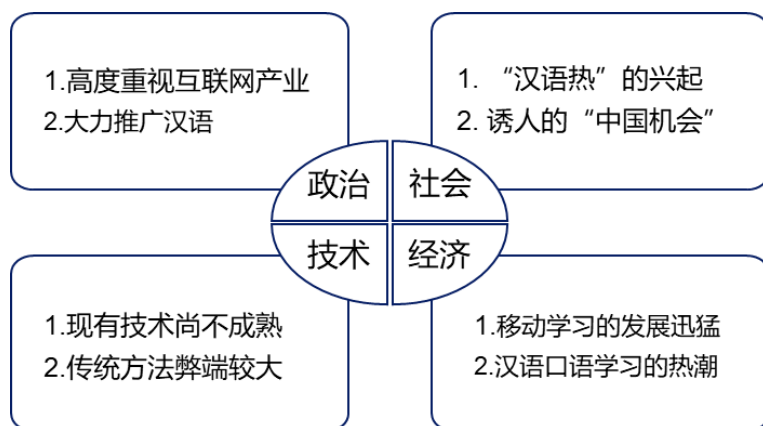 1.高度重视互联网产业
2.大力推广汉语
1. “汉语热”的兴起
2. 诱人的“中国机会”
政治
社会
技术
经济
1.现有技术尚不成熟
2.传统方法弊端较大
1.移动学习的发展迅猛
2.汉语口语学习的热潮